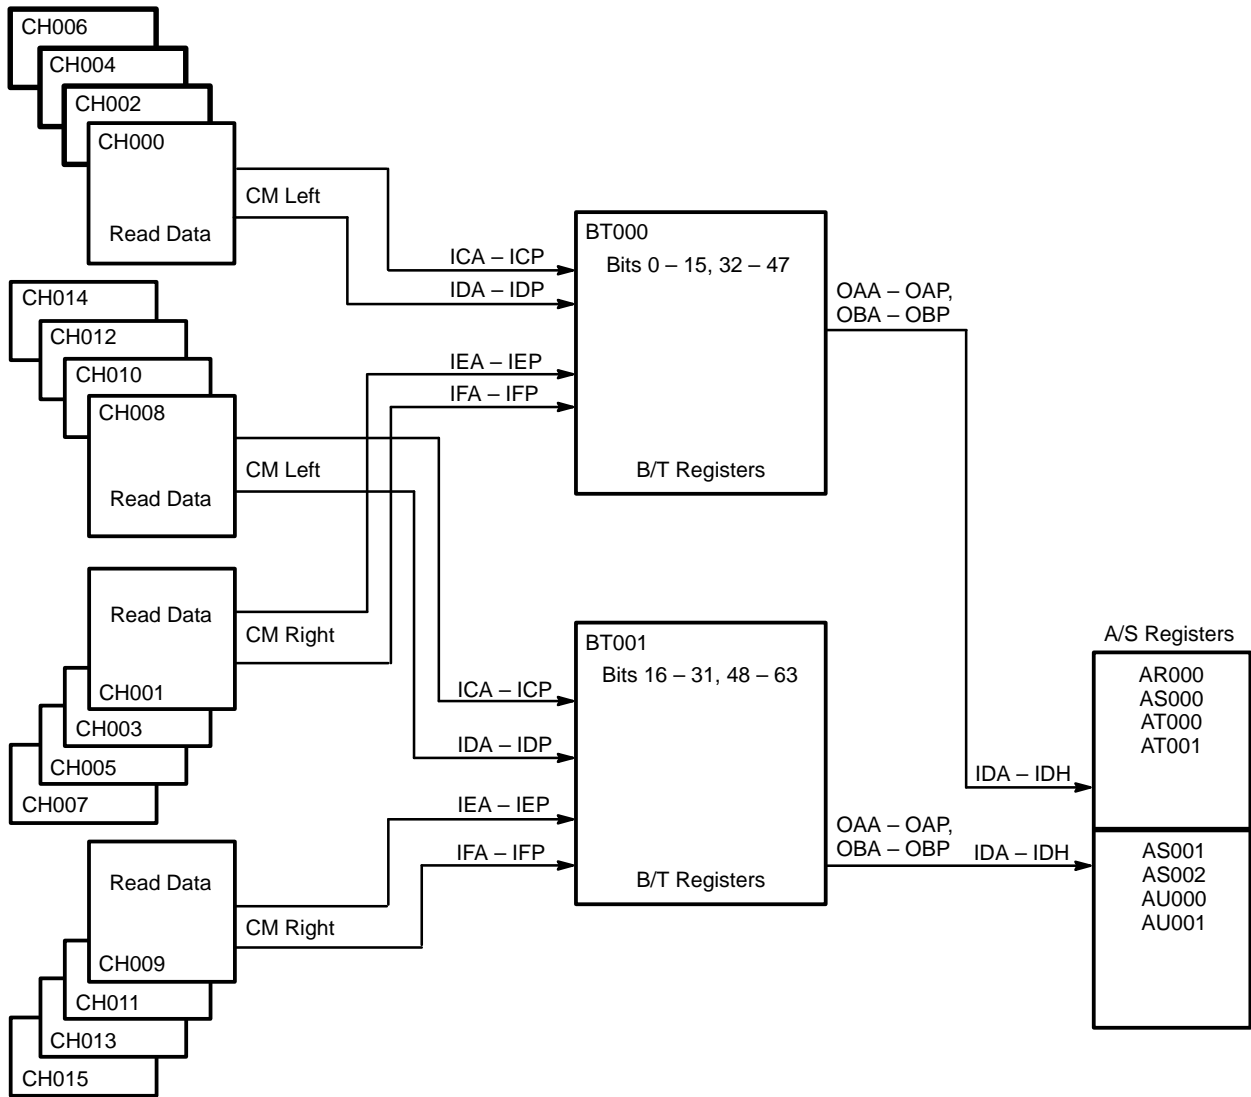 CH006
CH004
CH002
CH000
Read Data
CM Left
ICA – ICP
IDA – IDP
IEA – IEP
IFA – IFP
BT000
Bits 0 – 15, 32 – 47
B/T Registers
OAA – OAP,
OBA – OBP
CH014
CH012
CH010
CH008
Read Data
CM Left
Read Data
CM Right
CH001
CH003
CH005
CH007
ICA – ICP
IDA – IDP
IEA – IEP
IFA – IFP
BT001
Bits 16 – 31, 48 – 63
B/T Registers
OAA – OAP,
OBA – OBP
IDA – IDH
IDA – IDH
A/S Registers
AR000
AS000
AT000
AT001
AS001
AS002
AU000
AU001
Read Data
CM Right
CH009
CH011
CH013
CH015